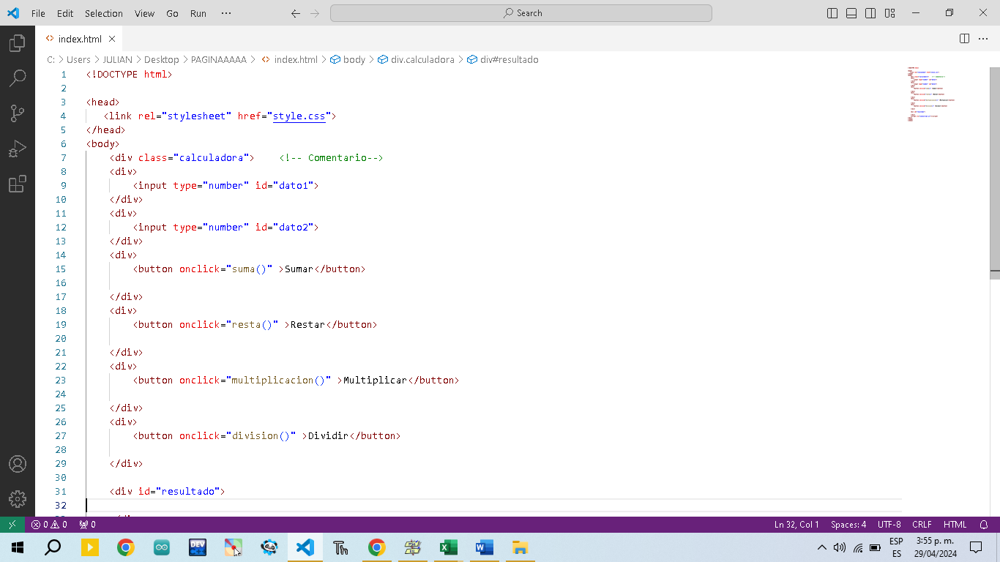 File Edit Selection View Go Run ··· Search
index.html
C: > Users > JULIAN > Desktop > PAGINAAAAA > index.html > body > div.calculadora > div#resultado
1 <!DOCTYPE html>
2
3 <head>
4 <link rel="stylesheet" href="style.css">
5 </head>
6 <body>
7 <div class="calculadora"> <!-- Comentario-->
8 <div>
9 <input type="number" id="dato1">
10 </div>
11 <div>
12 <input type="number" id="dato2">
13 </div>
14 <div>
15 <button onclick="suma()" >Sumar</button>
16
17 </div>
18 <div>
19 <button onclick="resta()" >Restar</button>
20
21 </div>
22 <div>
23 <button onclick="multiplicacion()" >Multiplicar</button>
24
25 </div>
26 <div>
27 <button onclick="division()" >Dividir</button>
28
29 </div>
30
31 <div id="resultado">
32
0 0 0 Ln 32, Col 1 Spaces: 4 UTF-8 CRLF HTML
DEV
Th
ESP
ES
3:55 p. m.
29/04/2024